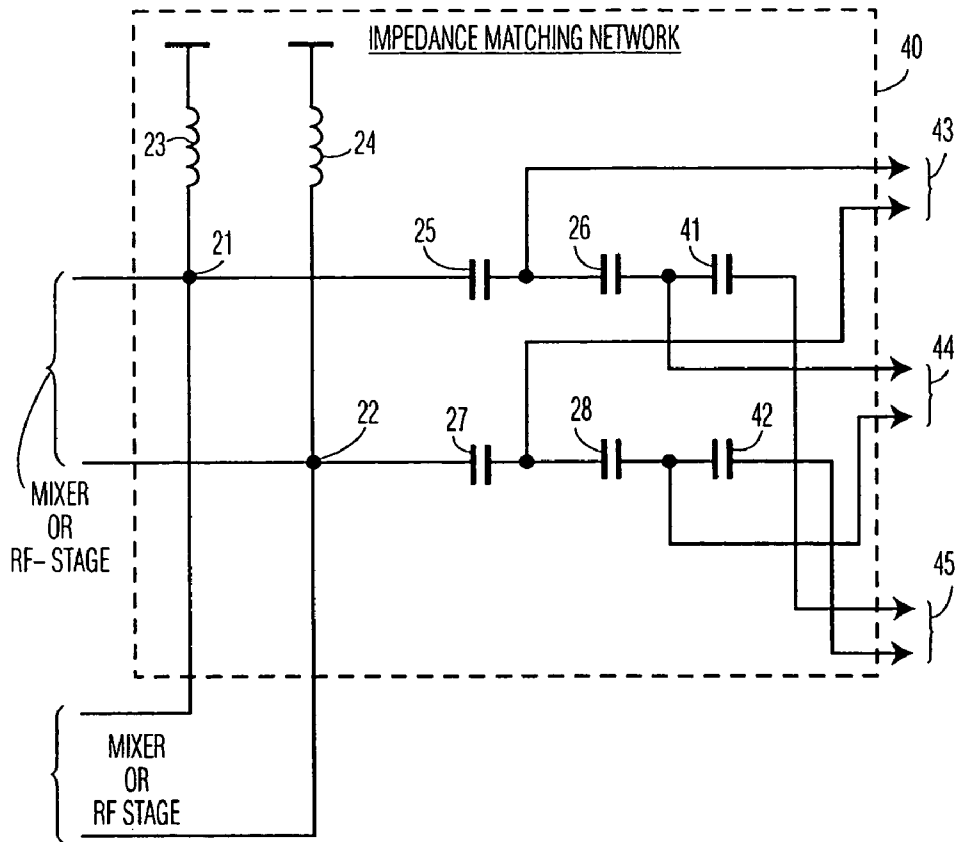 IMPEDANCE MATCHING NETWORK
40
23
24
43
21
25
26
41
44
22
27
28
42
MIXER
OR
RF-STAGE
45
MIXER
OR
RF STAGE